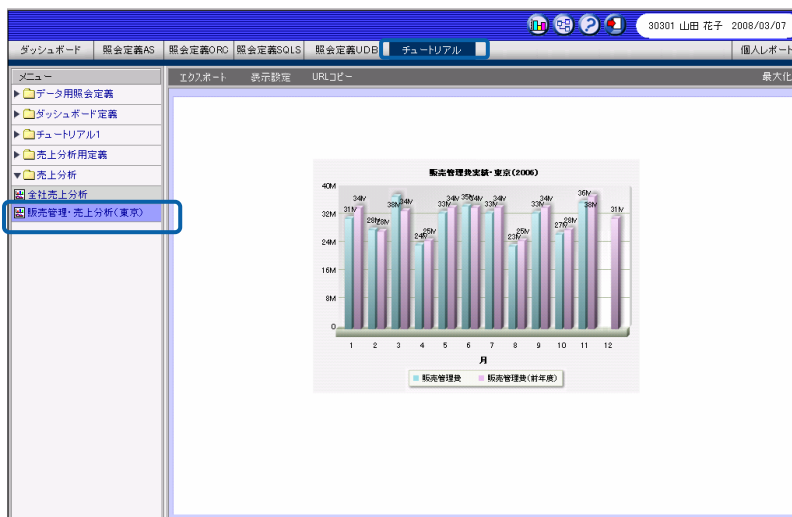 30301 山田 花子 2008/03/07
ダッシュボード 照会定義AS 照会定義ORC 照会定義SQLS 照会定義UDB チュートリアル 個人レポート
メニュー
エクスポート 表示設定 URLコピー 最大化
▶データ用照会定義
▶ダッシュボード定義
▶チュートリアル1
▶売上分析用定義
▼売上分析
全社売上分析
販売管理・売上分析(東京)
販売管理費実績・東京(2006)
40M
32M
24M
16M
8M
0
31M 34M 28M 28M 38M 34M 24M 25M 33M 34M 35M 34M 33M 34M 23M 25M 33M 34M 27M 28M 36M 38M 31M
1 2 3 4 5 6 7 8 9 10 11 12
月
販売管理費 販売管理費(前年度)